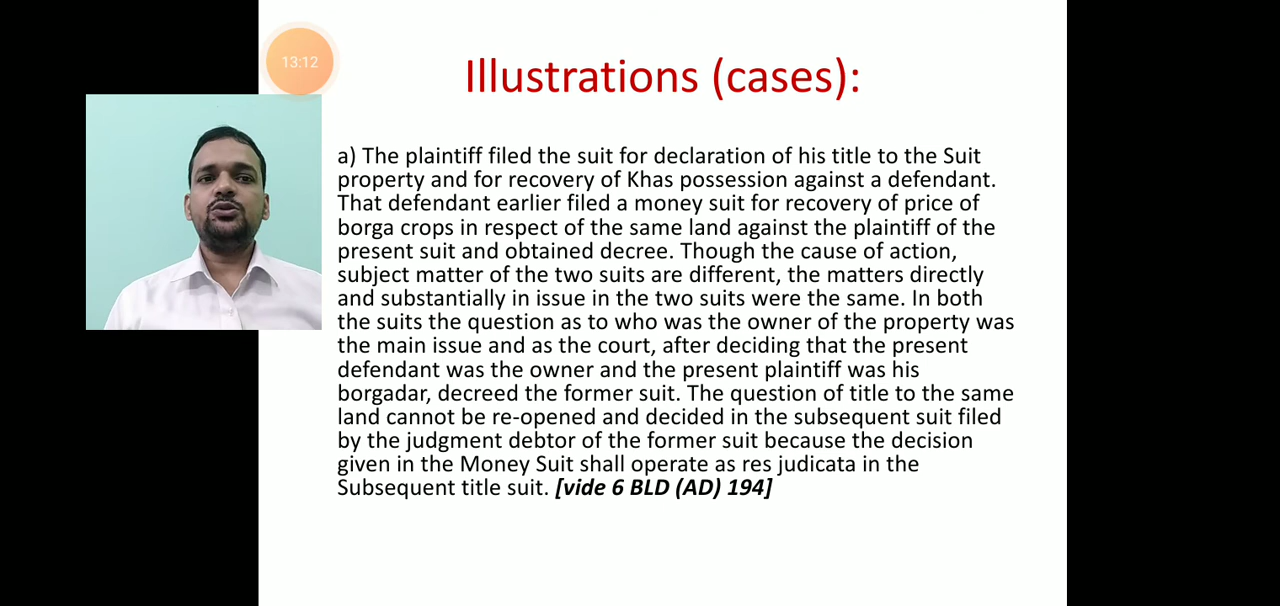 13:12
Illustrations (cases):
a) The plaintiff filed the suit for declaration of his title to the Suit
property and for recovery of Khas possession against a defendant.
That defendant earlier filed a money suit for recovery of price of
borga crops in respect of the same land against the plaintiff of the
present suit and obtained decree. Though the cause of action,
subject matter of the two suits are different, the matters directly
and substantially in issue in the two suits were the same. In both
the suits the question as to who was the owner of the property was
the main issue and as the court, after deciding that the present
defendant was the owner and the present plaintiff was his
borgadar, decreed the former suit. The question of title to the same
land cannot be re-opened and decided in the subsequent suit filed
by the judgment debtor of the former suit because the decision
given in the Money Suit shall operate as res judicata in the
Subsequent title suit. [vide 6 BLD (AD) 194]